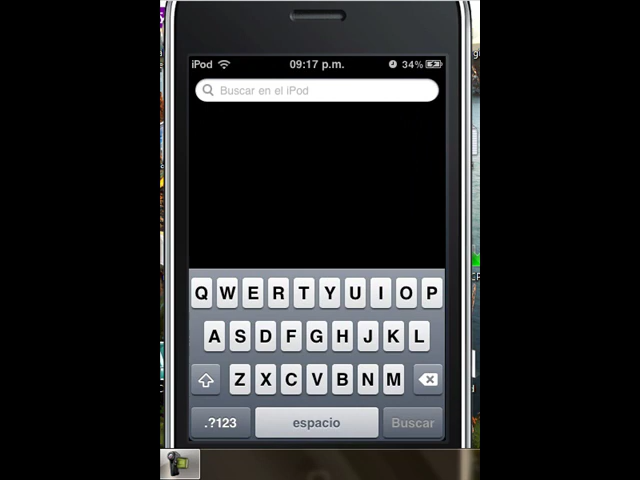 iPod 09:17 p.m. 34%
Buscar en el iPod
Q W E R T Y U I O P
A S D F G H J K L
Z X C V B N M
.?123 espacio Buscar